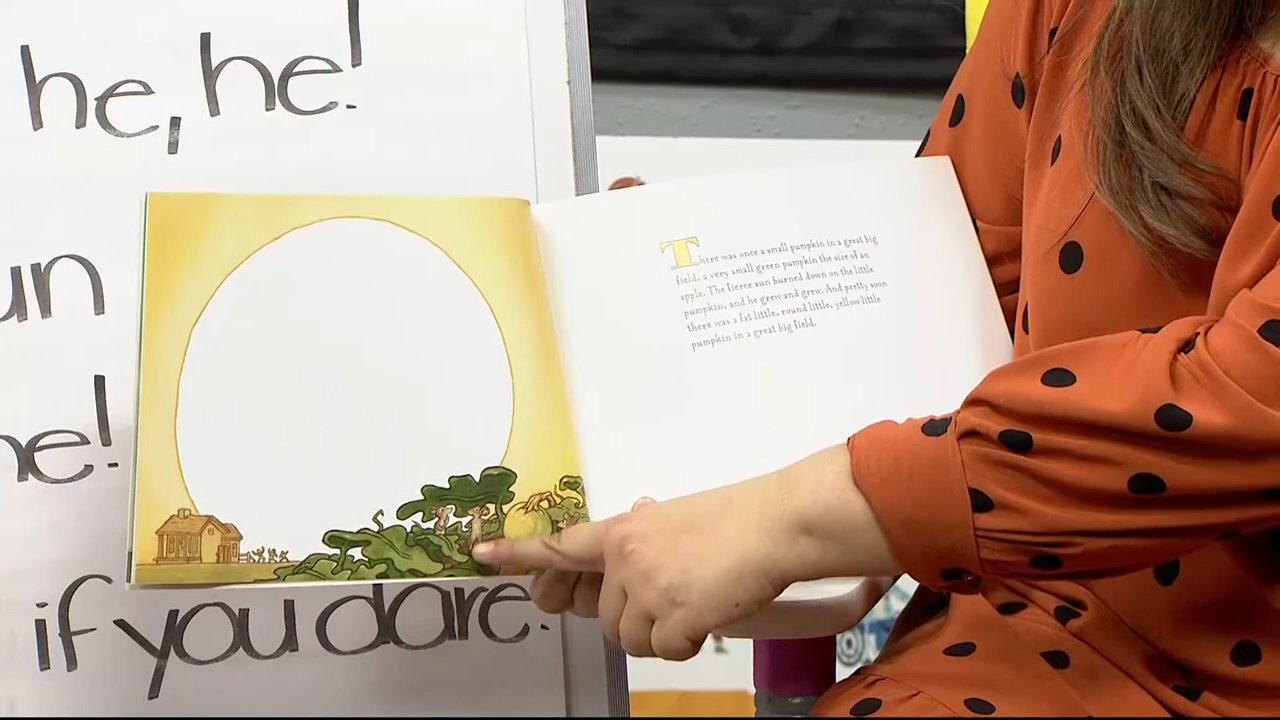 he, he!
un
he!
if you dare.
There was once a small pumpkin in a great big
field, a very small green pumpkin the size of an
apple. The fierce sun burned down on the little
pumpkin, and he grew and grew. And pretty soon
there was a fat little, round little, yellow little
pumpkin in a great big field.